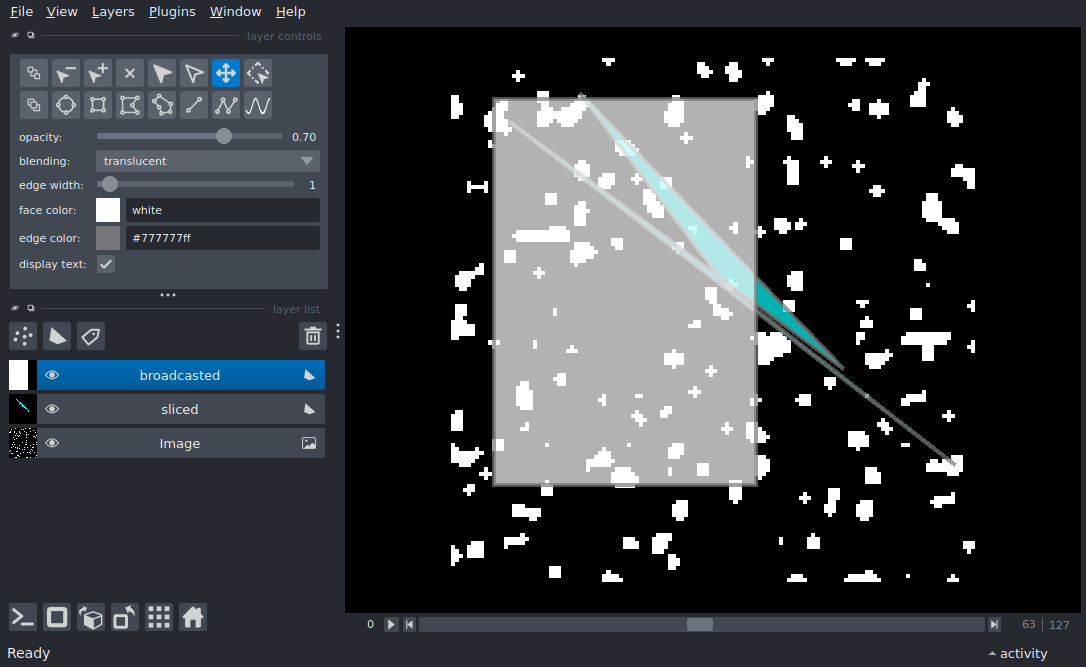 File View Layers Plugins Window Help
layer controls
opacity: 0.70
blending: translucent
edge width: 1
face color: white
edge color: #777777ff
display text:
layer list
broadcasted
sliced
Image
0 63 127
Ready activity